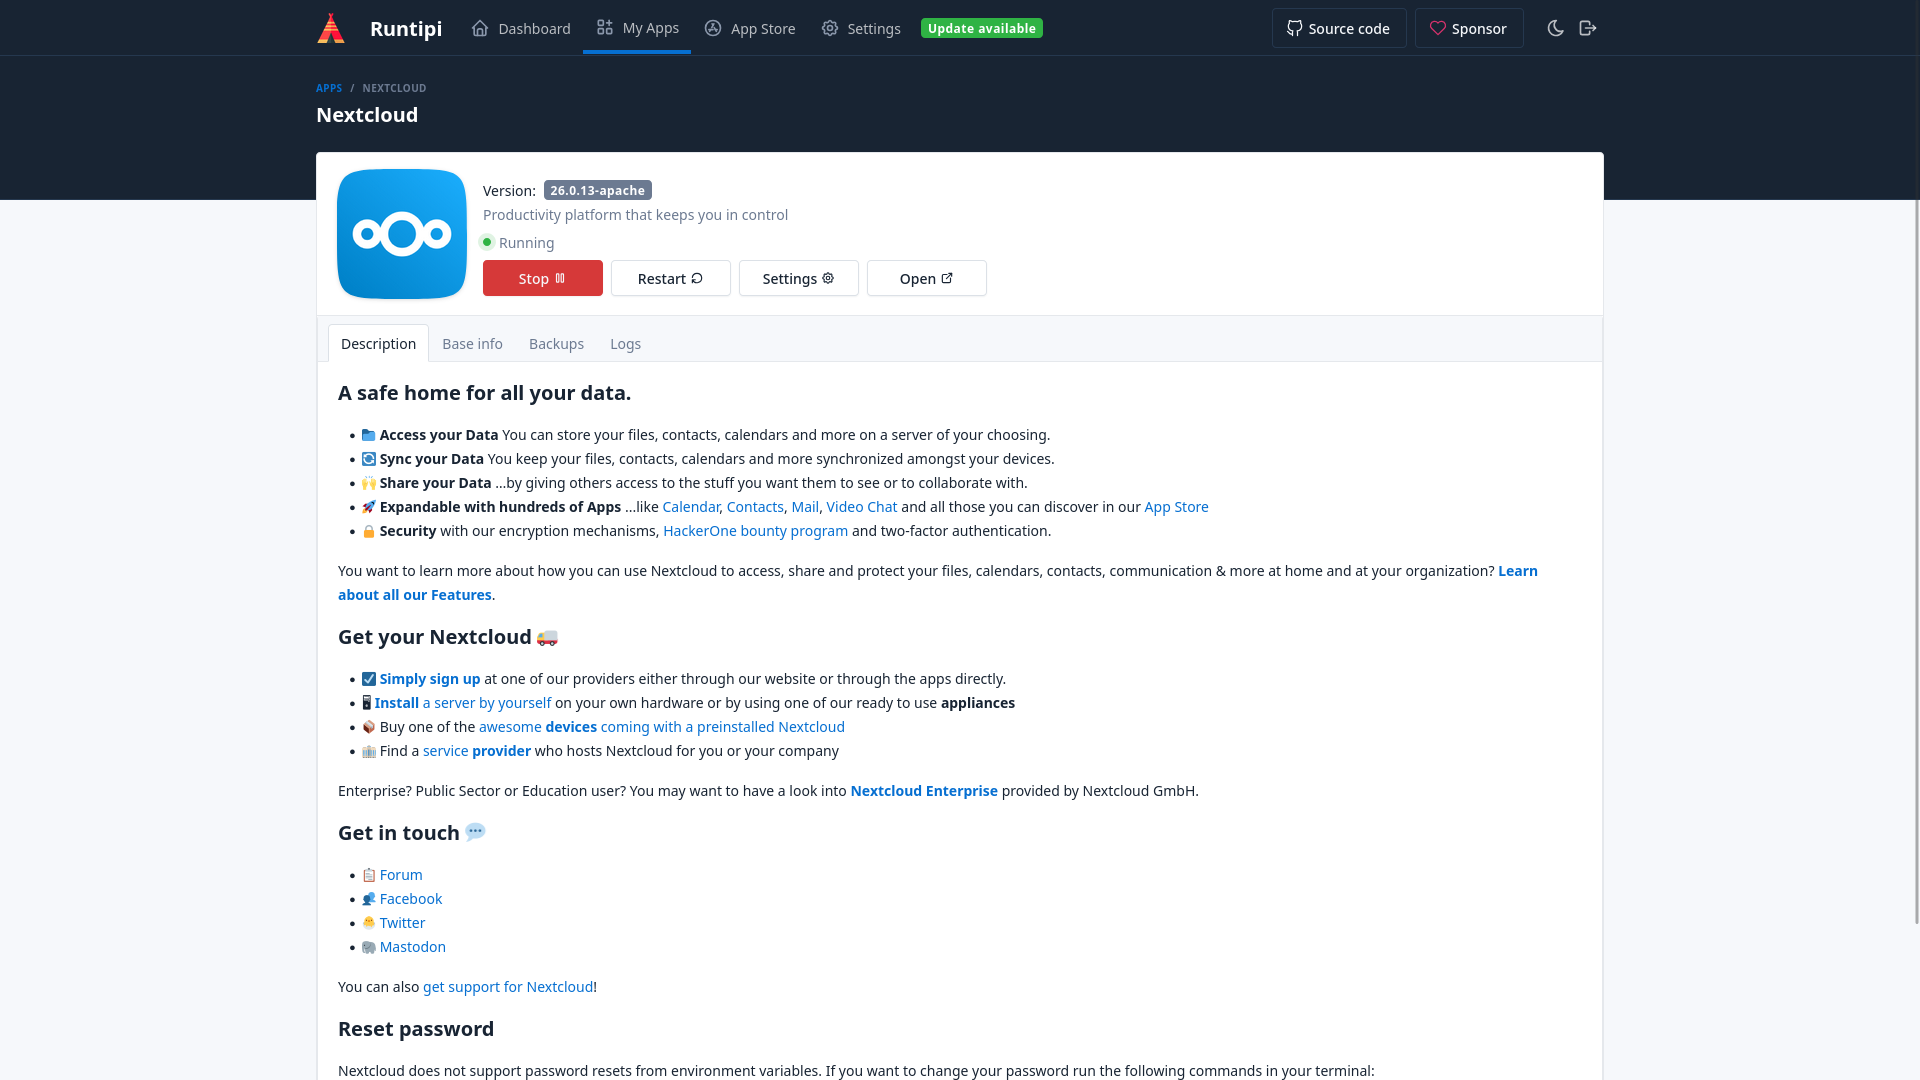 Runtipi
Dashboard
My Apps
App Store
Settings
Update available
Source code
Sponsor
APPS / NEXTCLOUD
Nextcloud
Version: 26.0.13-apache
Productivity platform that keeps you in control
Running
Stop
Restart
Settings
Open
Description
Base info
Backups
Logs
A safe home for all your data.
• 📁 Access your Data You can store your files, contacts, calendars and more on a server of your choosing.
• 🔄 Sync your Data You keep your files, contacts, calendars and more synchronized amongst your devices.
• 🙌 Share your Data …by giving others access to the stuff you want them to see or to collaborate with.
• 🚀 Expandable with hundreds of Apps ...like Calendar, Contacts, Mail, Video Chat and all those you can discover in our App Store
• 🔒 Security with our encryption mechanisms, HackerOne bounty program and two-factor authentication.
You want to learn more about how you can use Nextcloud to access, share and protect your files, calendars, contacts, communication & more at home and at your organization? Learn
about all our Features.
Get your Nextcloud 🚚
• ☑️ Simply sign up at one of our providers either through our website or through the apps directly.
• 🖥 Install a server by yourself on your own hardware or by using one of our ready to use appliances
• 📦 Buy one of the awesome devices coming with a preinstalled Nextcloud
• 🏢 Find a service provider who hosts Nextcloud for you or your company
Enterprise? Public Sector or Education user? You may want to have a look into Nextcloud Enterprise provided by Nextcloud GmbH.
Get in touch 💬
• 📋 Forum
• 👥 Facebook
• 🐣 Twitter
• 🐘 Mastodon
You can also get support for Nextcloud!
Reset password
Nextcloud does not support password resets from environment variables. If you want to change your password run the following commands in your terminal: